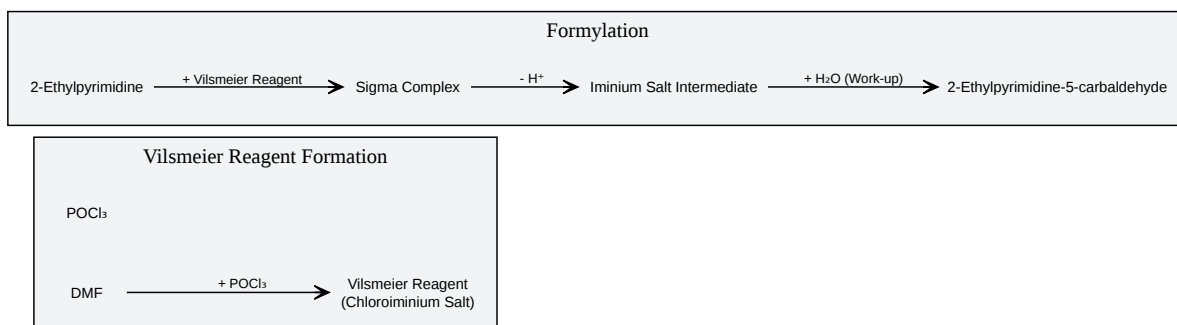 Formylation
2-Ethylpyrimidine
+ Vilsmeier Reagent
Sigma Complex
- H⁺
Iminium Salt Intermediate
+ H₂O (Work-up)
2-Ethylpyrimidine-5-carbaldehyde
Vilsmeier Reagent Formation
POCl₃
DMF
+ POCl₃
Vilsmeier Reagent
(Chloroiminium Salt)